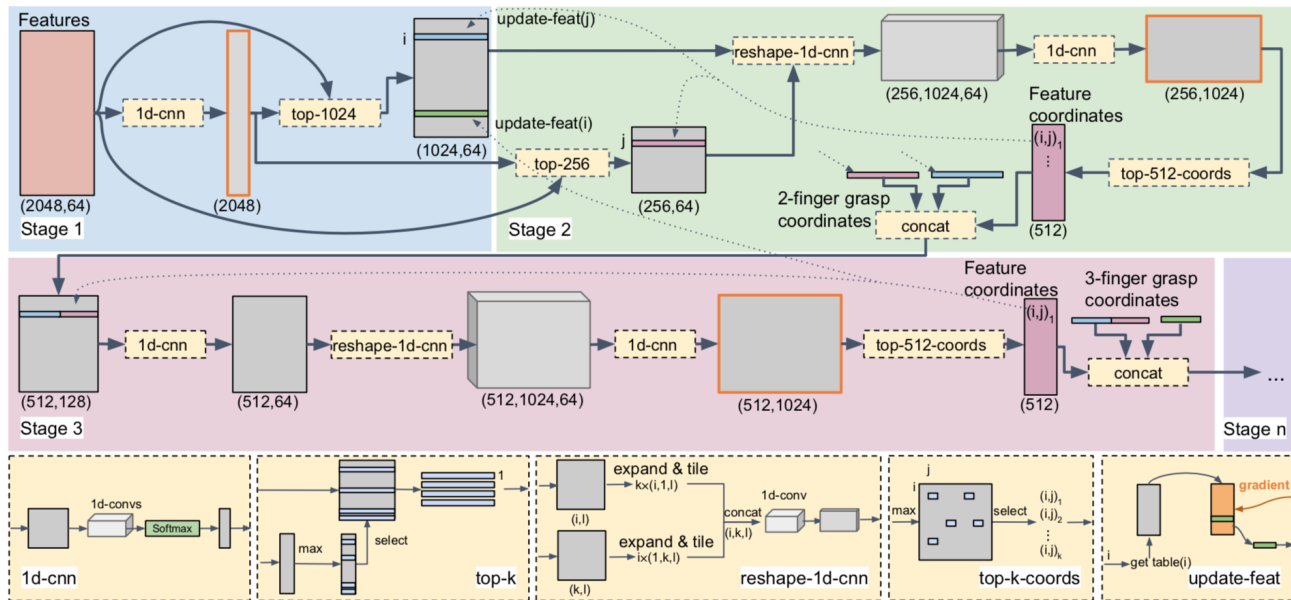 Features
1d-cnn
top-1024
i
update-feat(j)
update-feat(i)
(2048,64)
(2048)
(1024,64)
Stage 1
Stage 2
top-256
j
(256,64)
reshape-1d-cnn
(256,1024,64)
1d-cnn
(256,1024)
Feature
coordinates
(i,j)₁
⋮
(512)
top-512-coords
2-finger grasp
coordinates
concat
(512,128)
Stage 3
1d-cnn
(512,64)
reshape-1d-cnn
(512,1024,64)
1d-cnn
(512,1024)
top-512-coords
Feature
coordinates
(i,j)₁
(512)
3-finger grasp
coordinates
concat
...
Stage n
1d-convs
Softmax
1d-cnn
max
select
1
top-k
(i,l)
expand & tile
k×(i,1,l)
(k,l)
expand & tile
i×(1,k,l)
concat
(i,k,l)
1d-conv
reshape-1d-cnn
max
i
j
select
(i,j)₁
(i,j)₂
⋮
(i,j)ₖ
top-k-coords
i
get table(i)
gradient
update-feat